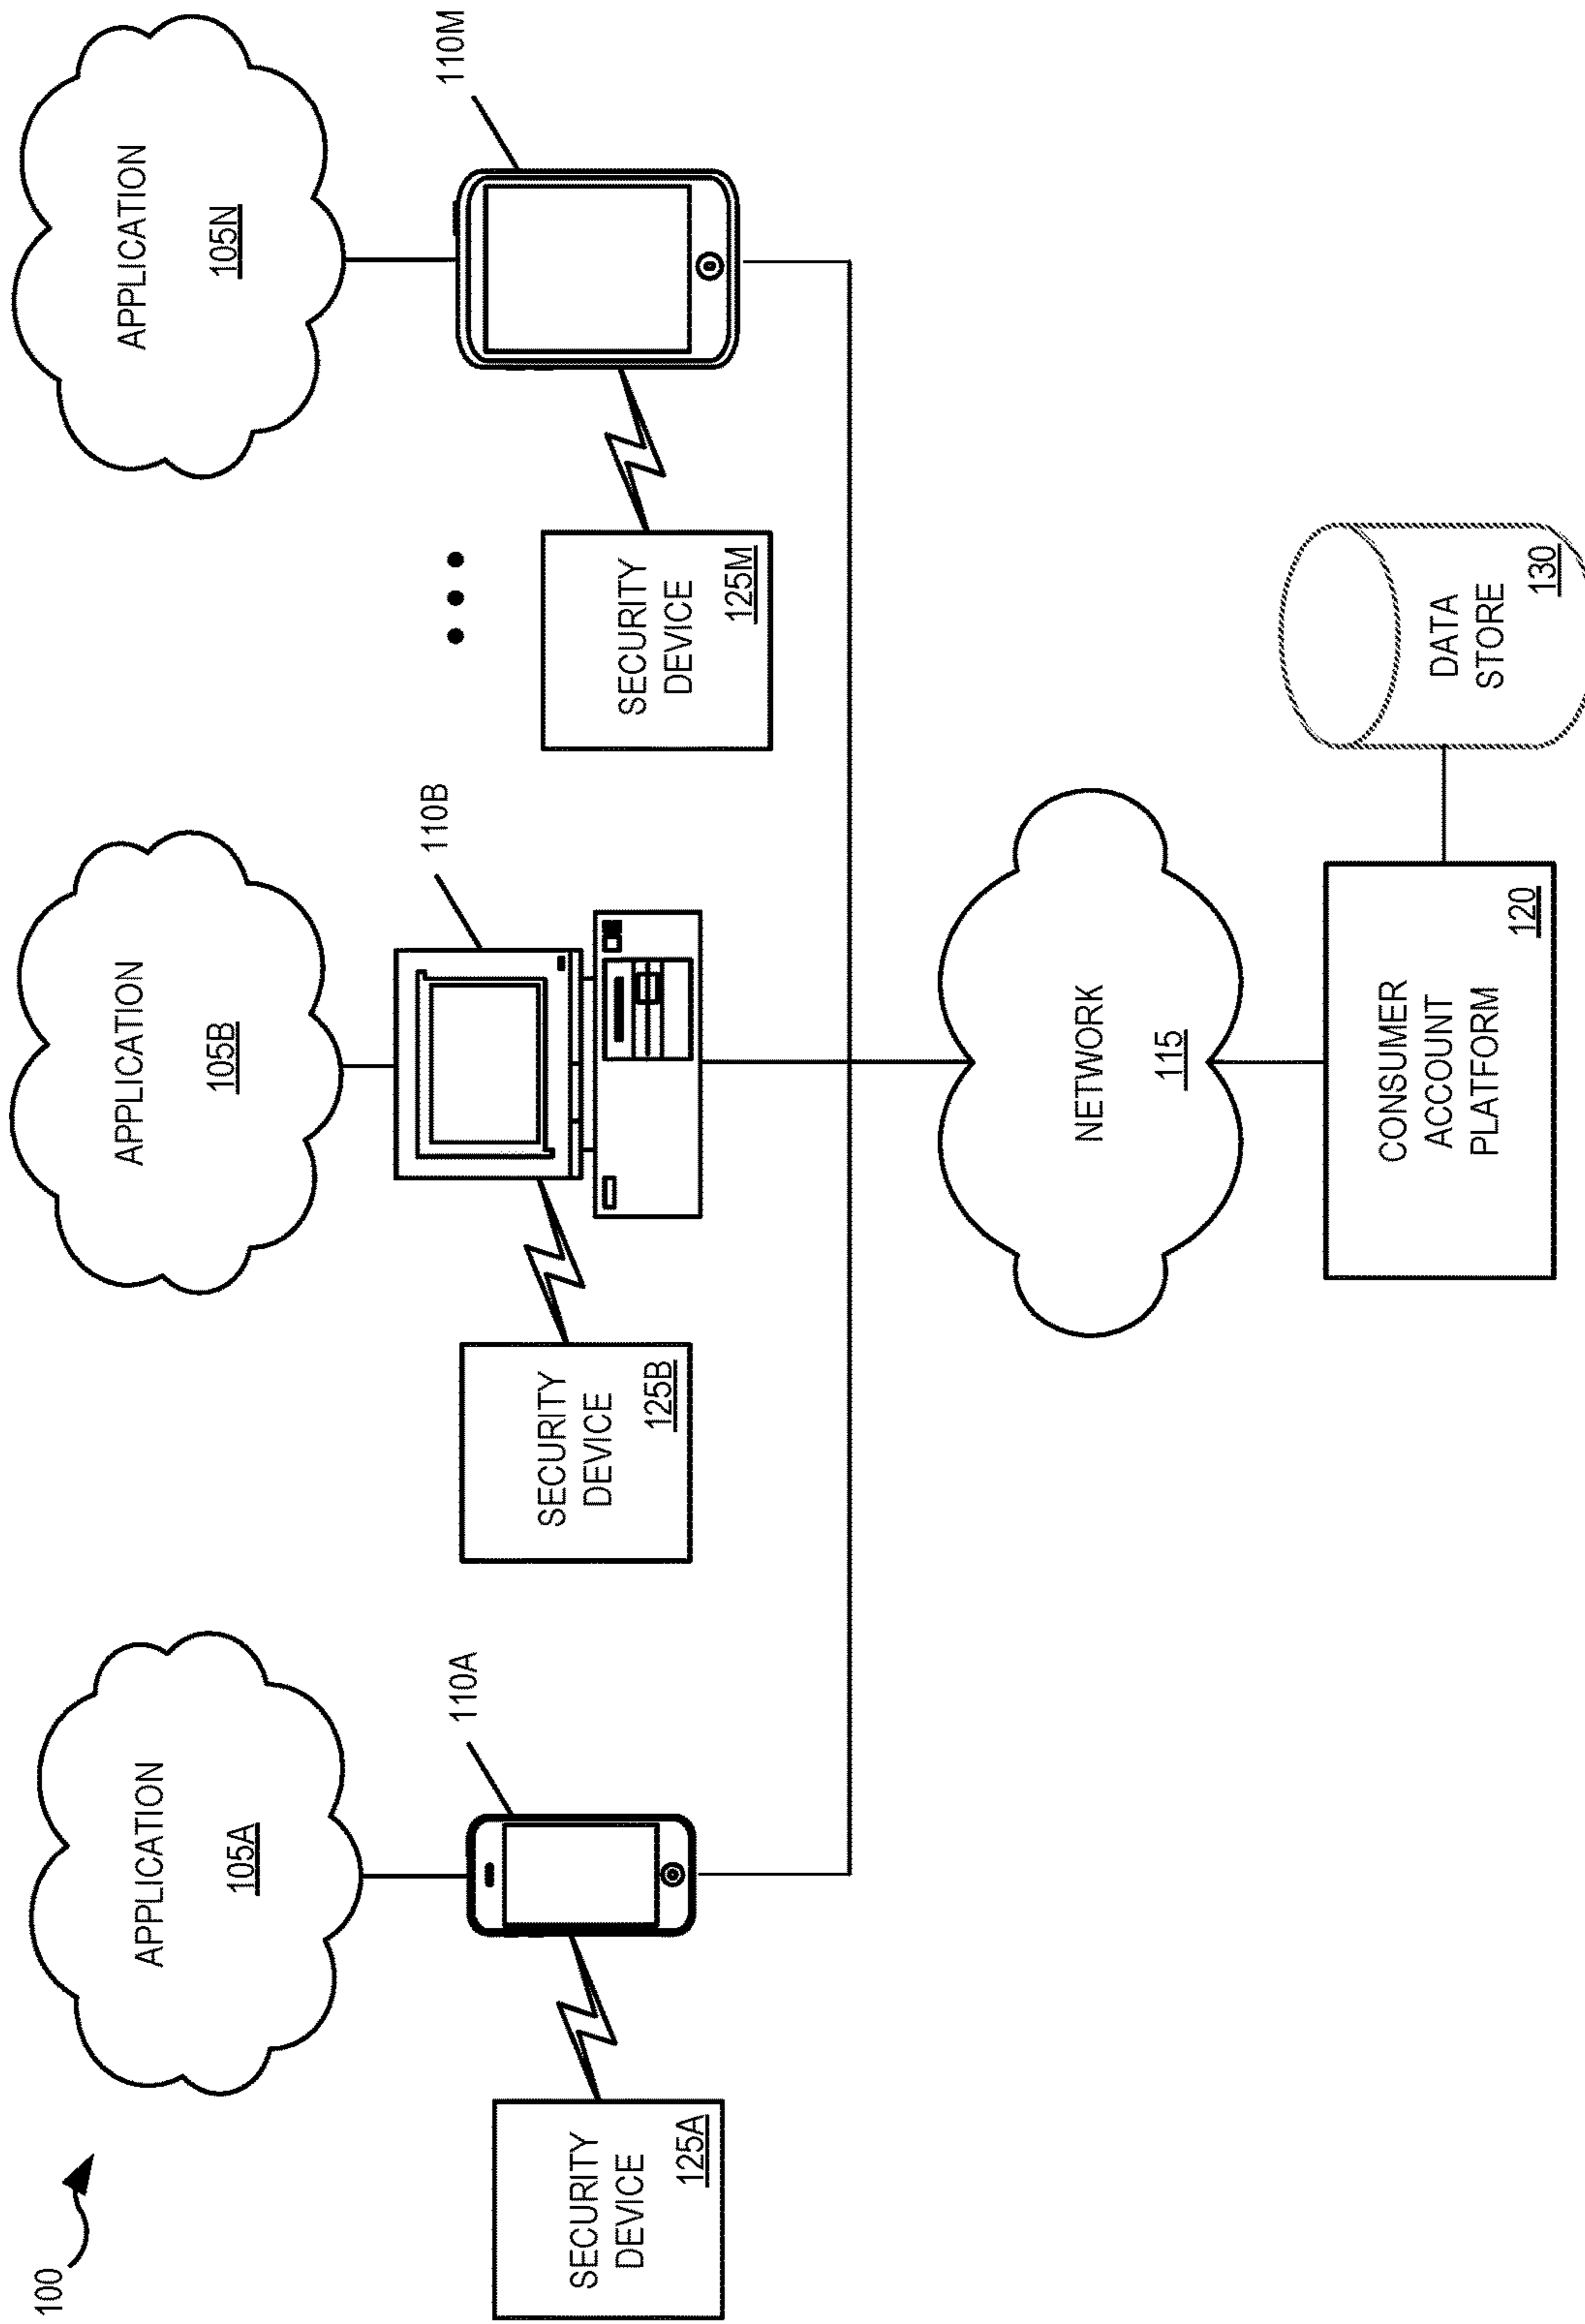 100
APPLICATION
105A
APPLICATION
105B
APPLICATION
105N
110A
110B
110M
SECURITY
DEVICE
125A
SECURITY
DEVICE
125B
SECURITY
DEVICE
125M
NETWORK
115
CONSUMER
ACCOUNT
PLATFORM
120
DATA
STORE
130